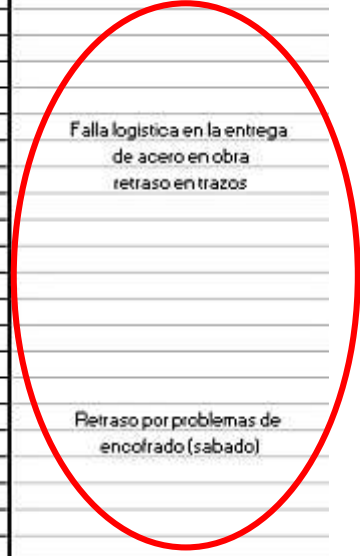 Falla logistica en la entrega
de acero en obra
retraso en trazos
Retraso por problemas de
encofrado (sabado)